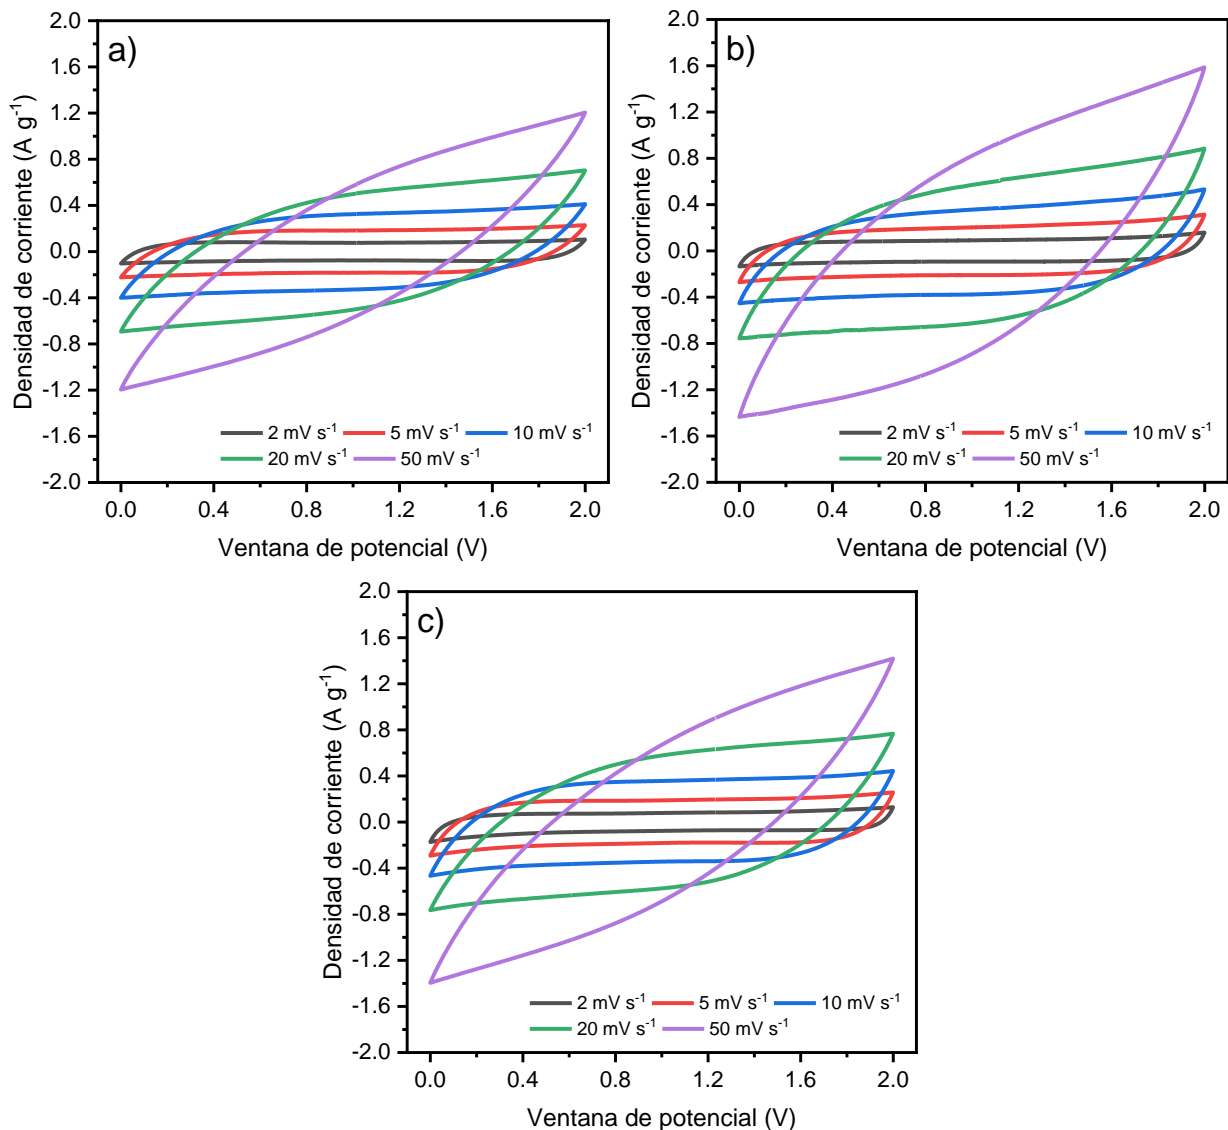 a)
2.0
1.6
1.2
0.8
0.4
0.0
-0.4
-0.8
-1.2
-1.6
-2.0
Densidad de corriente (A g⁻¹)
2 mV s⁻¹ 5 mV s⁻¹ 10 mV s⁻¹
20 mV s⁻¹ 50 mV s⁻¹
0.0 0.4 0.8 1.2 1.6 2.0
Ventana de potencial (V)
b)
2.0
1.6
1.2
0.8
0.4
0.0
-0.4
-0.8
-1.2
-1.6
-2.0
Densidad de corriente (A g⁻¹)
2 mV s⁻¹ 5 mV s⁻¹ 10 mV s⁻¹
20 mV s⁻¹ 50 mV s⁻¹
0.0 0.4 0.8 1.2 1.6 2.0
Ventana de potencial (V)
c)
2.0
1.6
1.2
0.8
0.4
0.0
-0.4
-0.8
-1.2
-1.6
-2.0
Densidad de corriente (A g⁻¹)
2 mV s⁻¹ 5 mV s⁻¹ 10 mV s⁻¹
20 mV s⁻¹ 50 mV s⁻¹
0.0 0.4 0.8 1.2 1.6 2.0
Ventana de potencial (V)